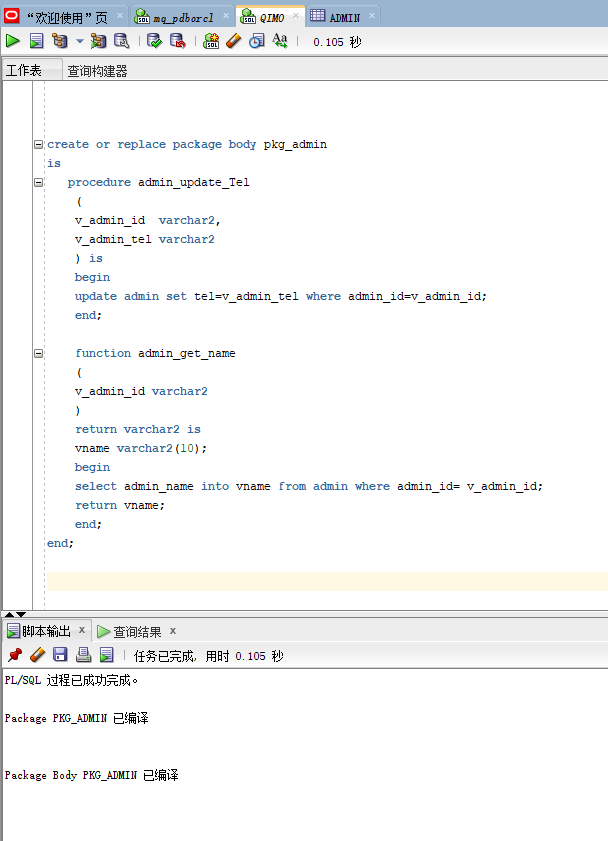 “欢迎使用”页
mq_pdborcl
QIMO
ADMIN
0.105 秒
工作表
查询构建器
create or replace package body pkg_admin
is
procedure admin_update_Tel
(
v_admin_id varchar2,
v_admin_tel varchar2
) is
begin
update admin set tel=v_admin_tel where admin_id=v_admin_id;
end;
function admin_get_name
(
v_admin_id varchar2
)
return varchar2 is
vname varchar2(10);
begin
select admin_name into vname from admin where admin_id= v_admin_id;
return vname;
end;
end;
脚本输出 x
查询结果 x
任务已完成, 用时 0.105 秒
PL/SQL 过程已成功完成。
Package PKG_ADMIN 已编译
Package Body PKG_ADMIN 已编译